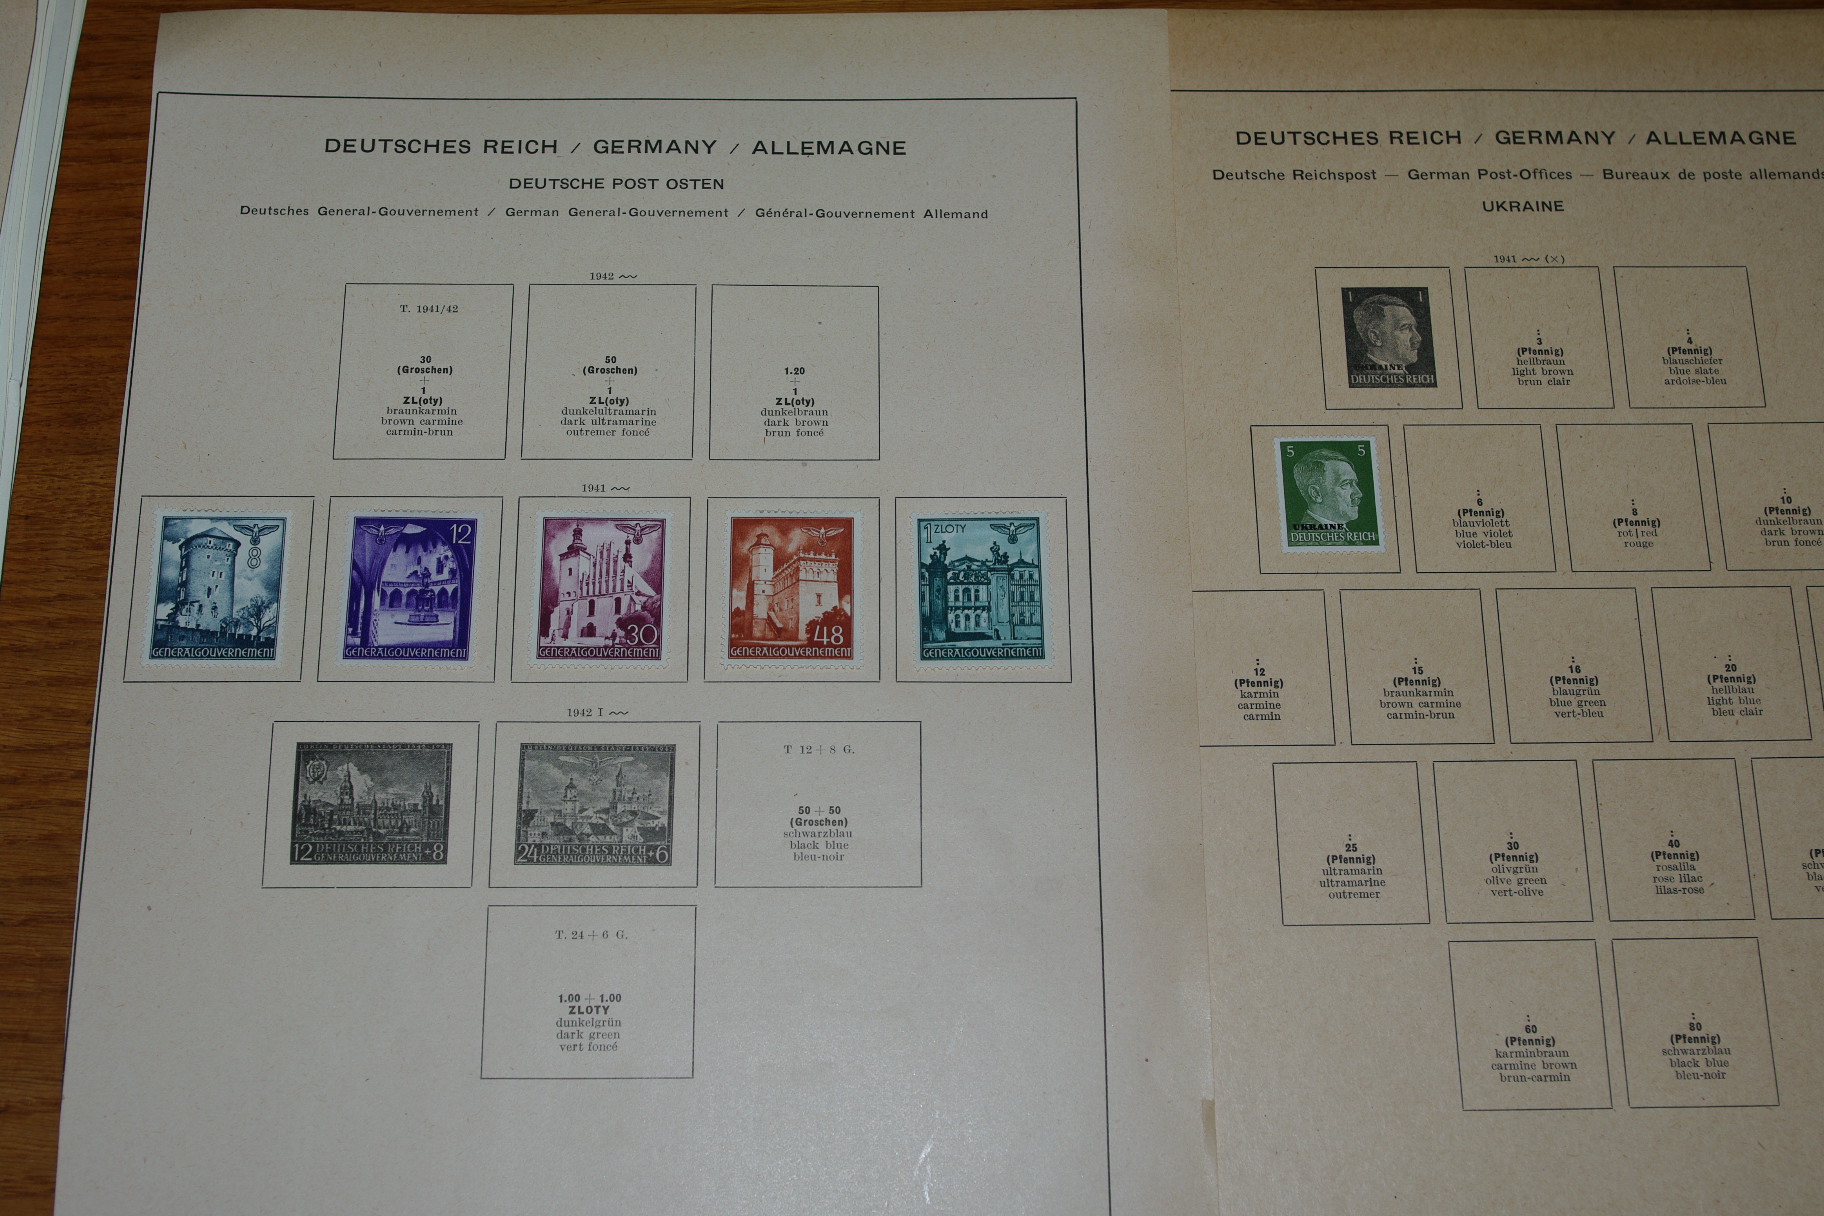 DEUTSCHES REICH / GERMANY / ALLEMAGNE
DEUTSCHE POST OSTEN
Deutsches General-Gouvernement / German General-Gouvernement / Général-Gouvernement Allemand
1942
T. 1941/42
30
(Groschen)
+
1
ZL(oty)
braunkarmin
brown carmine
carmin-brun
50
(Groschen)
+
1
ZL(oty)
dunkelultramarin
dark ultramarine
outremer foncé
1.20
+
1
ZL(oty)
dunkelbraun
dark brown
brun foncé
1941
8
GENERALGOUVERNEMENT
12
GENERALGOUVERNEMENT
30
GENERALGOUVERNEMENT
48
GENERALGOUVERNEMENT
1 ZLOTY
GENERALGOUVERNEMENT
1942 I
12 DEUTSCHES REICH +8
GENERALGOUVERNEMENT
24 DEUTSCHES REICH +6
GENERALGOUVERNEMENT
T 12 + 8 G.
50 + 50
(Groschen)
schwarzblau
black blue
bleu-noir
T. 24 + 6 G.
1.00 + 1.00
ZLOTY
dunkelgrün
dark green
vert foncé
DEUTSCHES REICH / GERMANY / ALLEMAGNE
Deutsche Reichspost — German Post-Offices — Bureaux de poste allemands
UKRAINE
1941 (×)
1 1
UKRAINE
DEUTSCHES REICH
:
3
(Pfennig)
hellbraun
light brown
brun clair
:
4
(Pfennig)
blauschiefer
blue slate
ardoise-bleu
5 5
UKRAINE
DEUTSCHES REICH
:
6
(Pfennig)
blauviolett
blue violet
violet-bleu
:
8
(Pfennig)
rot | red
rouge
:
10
(Pfennig)
dunkelbraun
dark brown
brun foncé
:
12
(Pfennig)
karmin
carmine
carmin
:
15
(Pfennig)
braunkarmin
brown carmine
carmin-brun
:
16
(Pfennig)
blaugrün
blue green
vert-bleu
:
20
(Pfennig)
hellblau
light blue
bleu clair
:
25
(Pfennig)
ultramarin
ultramarine
outremer
:
30
(Pfennig)
olivgrün
olive green
vert-olive
:
40
(Pfennig)
rosalila
rose lilac
lilas-rose
:
60
(Pfennig)
karminbraun
carmine brown
brun-carmin
:
80
(Pfennig)
schwarzblau
black blue
bleu-noir